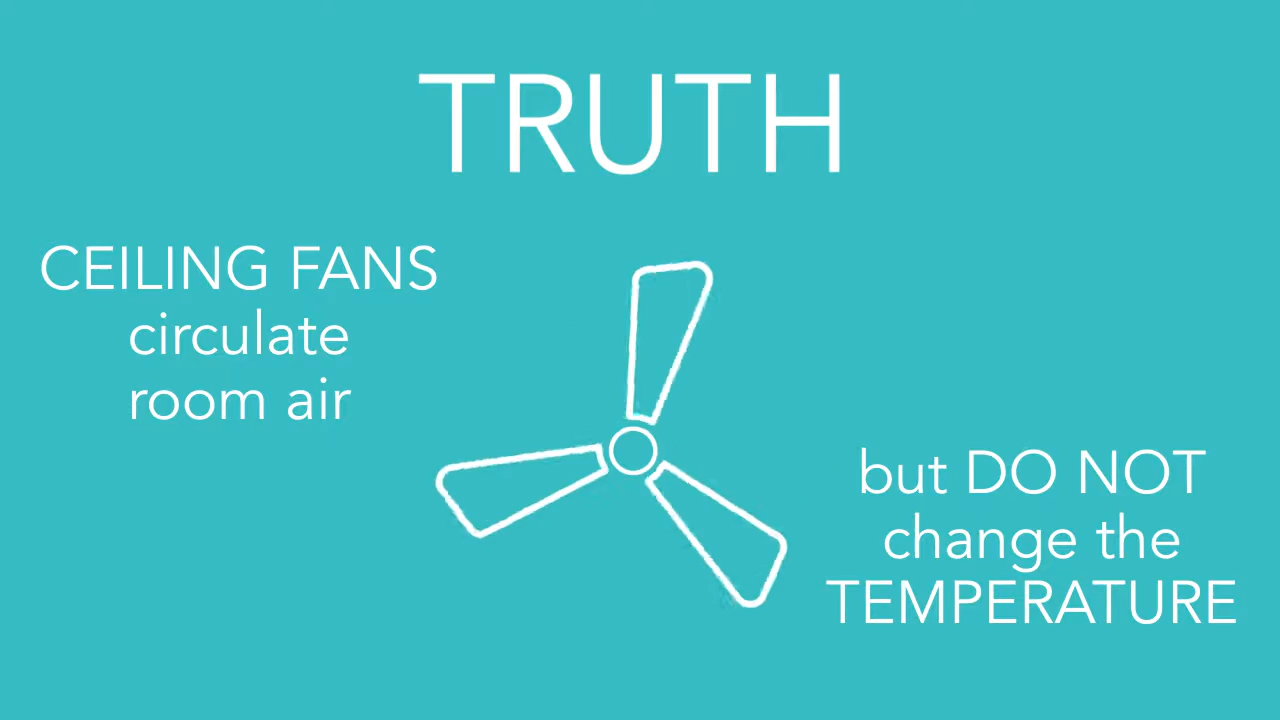 TRUTH
CEILING FANS
circulate
room air
but DO NOT
change the
TEMPERATURE